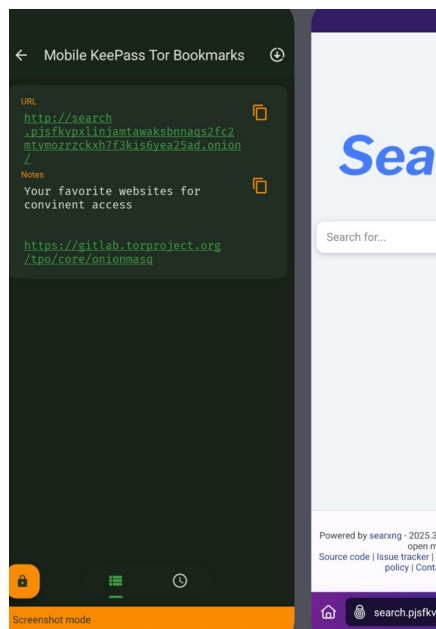 Mobile KeePass Tor Bookmarks
URL
http://search
.pjsfkvpxlinjamtawaksbnnaqs2fc2
mtvmozrzckxh7f3kis6yea25ad.onion
/
Notes
Your favorite websites for
convinent access
https://gitlab.torproject.org
/tpo/core/onionmasq
Screenshot mode
Sea
Search for...
Powered by searxng - 2025.3
open m
Source code | Issue tracker |
policy | Cont
search.pjsfkv